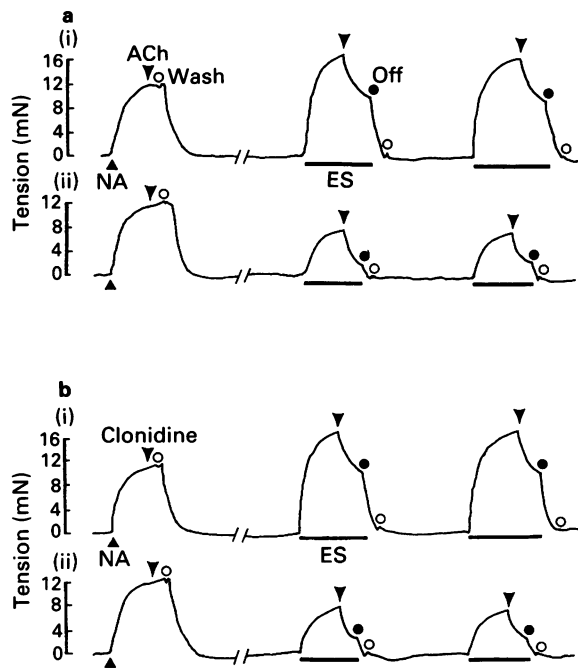 a
(i)
16
12
8
4
0
ACh
Wash
Off
NA
ES
(ii)
12
8
4
0
Tension (mN)
b
(i)
16
12
8
4
0
Clonidine
NA
ES
(ii)
12
8
4
0
Tension (mN)